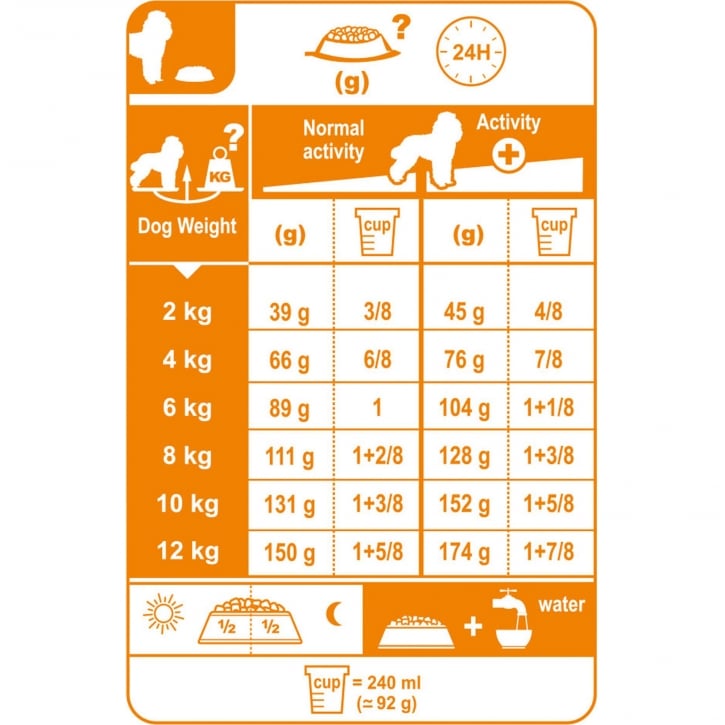 ?
24H
(g)
?
KG
Normal
activity
Activity
+
Dog Weight
(g) cup (g) cup
2 kg 39 g 3/8 45 g 4/8
4 kg 66 g 6/8 76 g 7/8
6 kg 89 g 1 104 g 1+1/8
8 kg 111 g 1+2/8 128 g 1+3/8
10 kg 131 g 1+3/8 152 g 1+5/8
12 kg 150 g 1+5/8 174 g 1+7/8
½ ½
+
water
cup = 240 ml
(≃ 92 g)